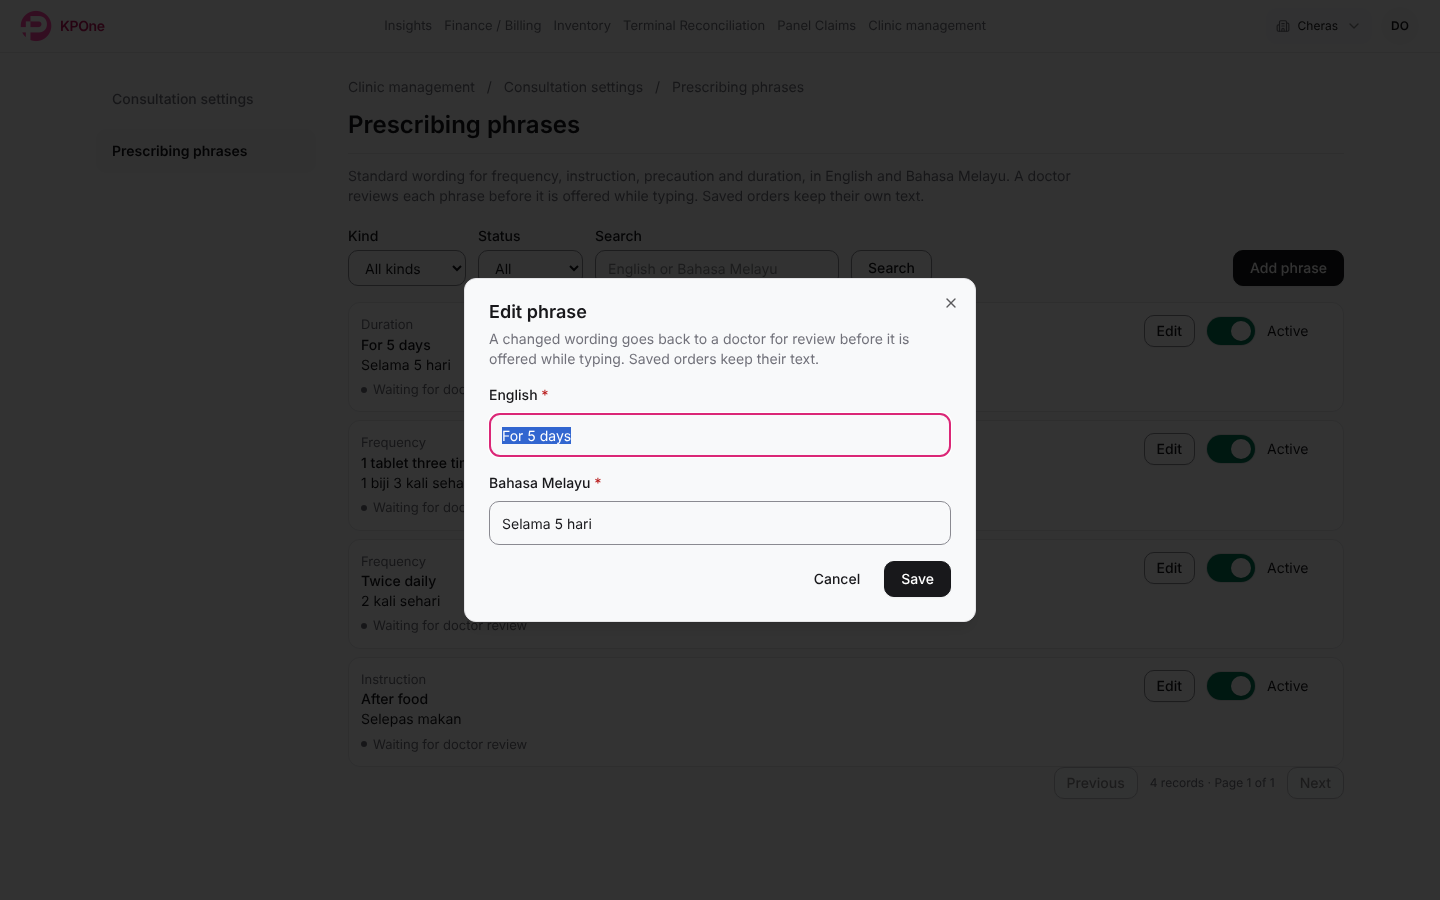 KPOne
Insights Finance / Billing Inventory Terminal Reconciliation Panel Claims Clinic management
Cheras
DO
Consultation settings
Prescribing phrases
Clinic management / Consultation settings / Prescribing phrases
Prescribing phrases
Standard wording for frequency, instruction, precaution and duration, in English and Bahasa Melayu. A doctor
reviews each phrase before it is offered while typing. Saved orders keep their own text.
Kind
Status
Search
All kinds
All
English or Bahasa Melayu
Search
Add phrase
Edit phrase
A changed wording goes back to a doctor for review before it is
offered while typing. Saved orders keep their text.
English *
For 5 days
Bahasa Melayu *
Selama 5 hari
Cancel
Save
Duration
For 5 days
Selama 5 hari
Waiting for
Edit
Active
Frequency
1 tablet three
1 biji 3 kali
Waiting for
Edit
Active
Frequency
Twice daily
2 kali sehari
Waiting for doctor review
Edit
Active
Instruction
After food
Selepas makan
Waiting for doctor review
Edit
Active
Previous
4 records · Page 1 of 1
Next